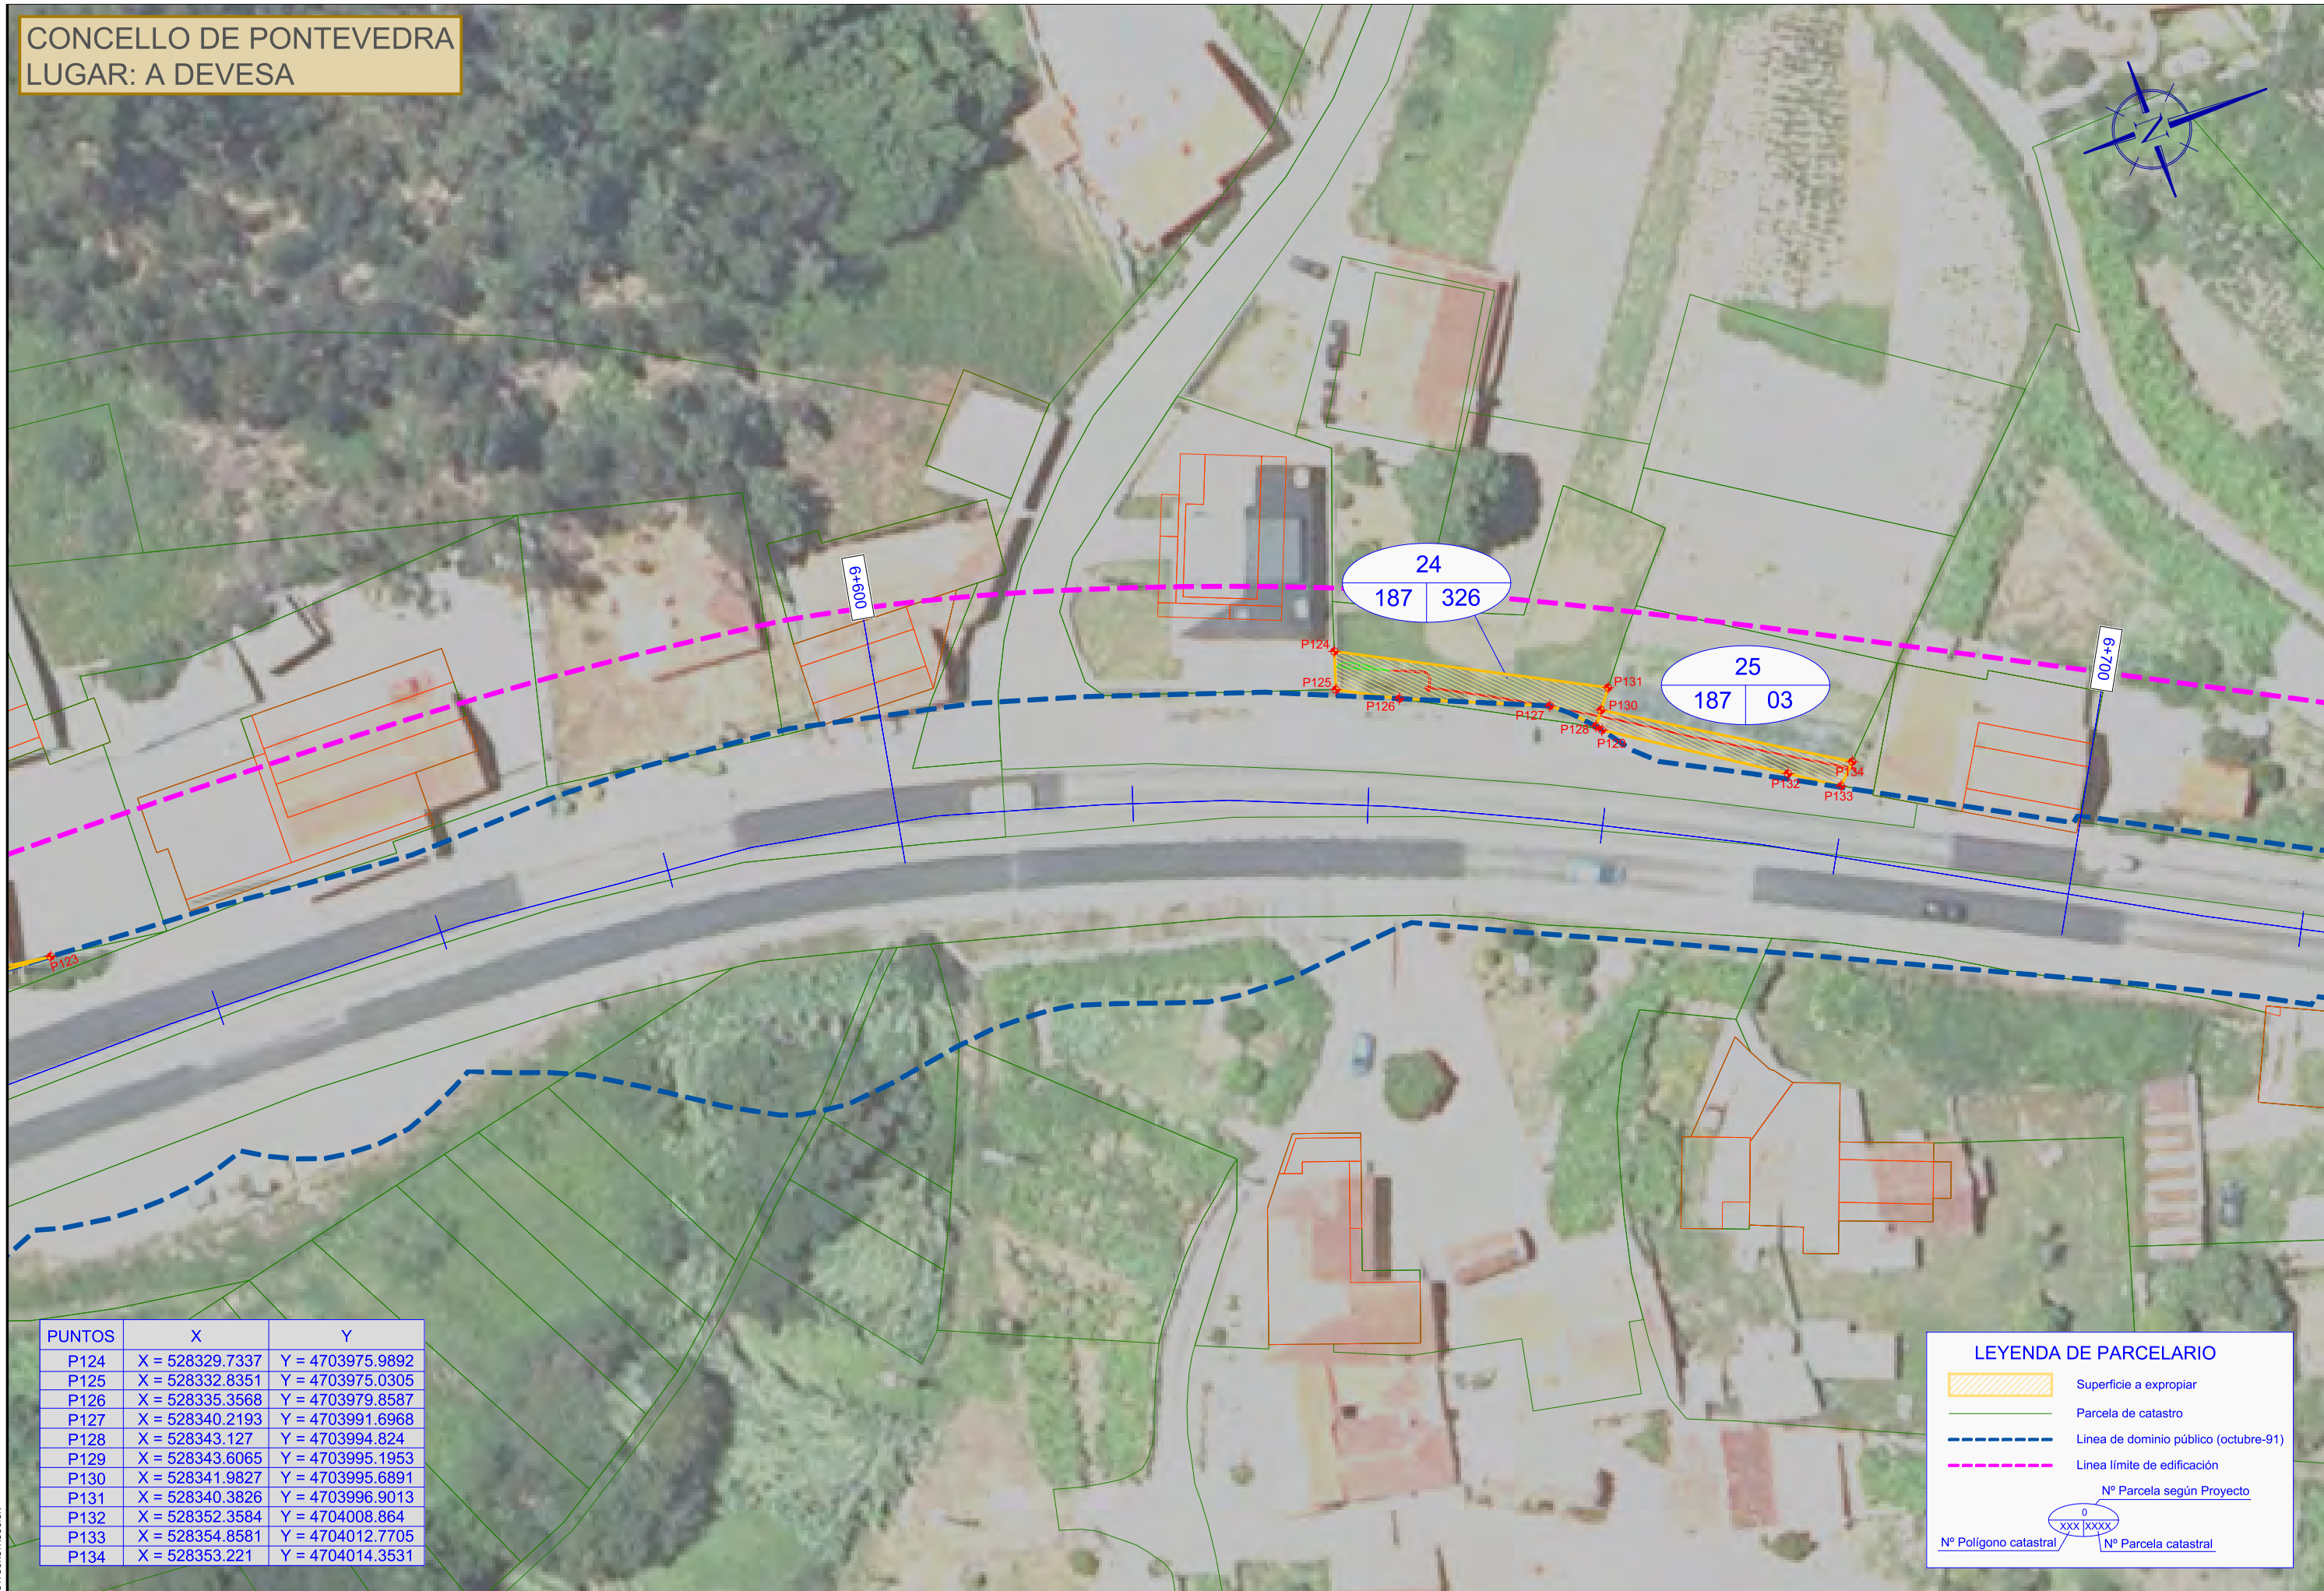 CONCELLO DE PONTEVEDRA
LUGAR: A DEVESA
N
6+600
6+700
24
187 326
25
187 03
P124
P125
P126
P127
P128
P129
P130
P131
P132
P133
P134
P123
PUNTOS X Y
P124 X = 528329.7337 Y = 4703975.9892
P125 X = 528332.8351 Y = 4703975.0305
P126 X = 528335.3568 Y = 4703979.8587
P127 X = 528340.2193 Y = 4703991.6968
P128 X = 528343.127 Y = 4703994.824
P129 X = 528343.6065 Y = 4703995.1953
P130 X = 528341.9827 Y = 4703995.6891
P131 X = 528340.3826 Y = 4703996.9013
P132 X = 528352.3584 Y = 4704008.864
P133 X = 528354.8581 Y = 4704012.7705
P134 X = 528353.221 Y = 4704014.3531
LEYENDA DE PARCELARIO
Superficie a expropiar
Parcela de catastro
Linea de dominio público (octubre-91)
Linea límite de edificación
Nº Parcela según Proyecto
0
XXX XXXX
Nº Polígono catastral
Nº Parcela catastral